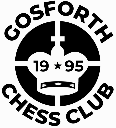 GOSFORTH
19 ★ 95
CHESS CLUB